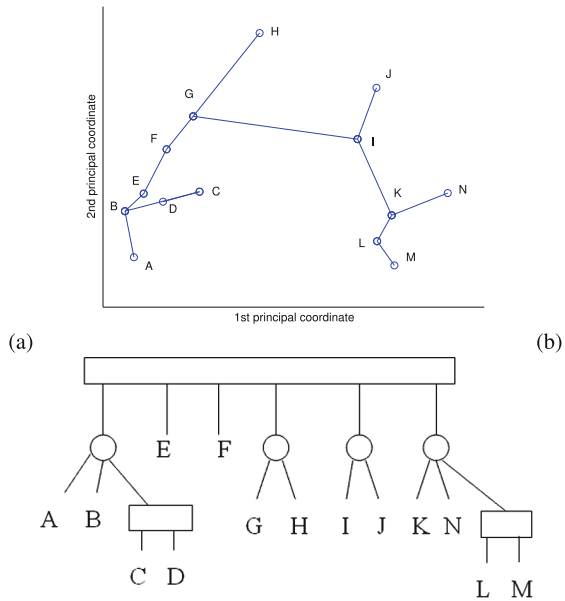 H
J
G
I
F
E
C
K
N
B
D
L
M
A
2nd principal coordinate
1st principal coordinate
(a) (b)
E F
A B G H I J K N
C D
L M